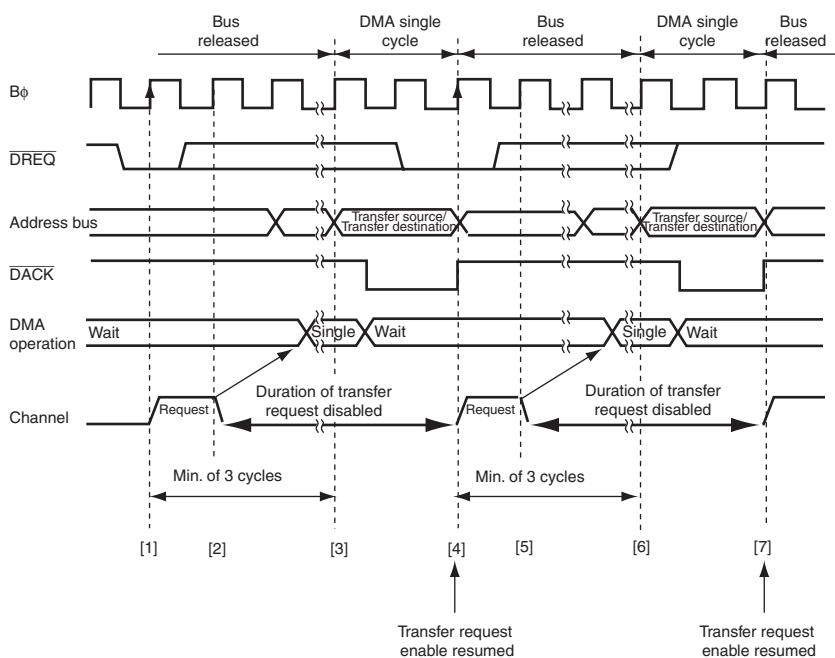 Bus
released
DMA single
cycle
Bus
released
DMA single
cycle
Bus
released
Bϕ
DREQ
Address bus
Transfer source/
Transfer destination
Transfer source/
Transfer destination
DACK
DMA
operation
Wait
Single
Wait
Single
Wait
Channel
Request
Duration of transfer
request disabled
Request
Duration of transfer
request disabled
Min. of 3 cycles
Min. of 3 cycles
[1]
[2]
[3]
[4]
[5]
[6]
[7]
Transfer request
enable resumed
Transfer request
enable resumed